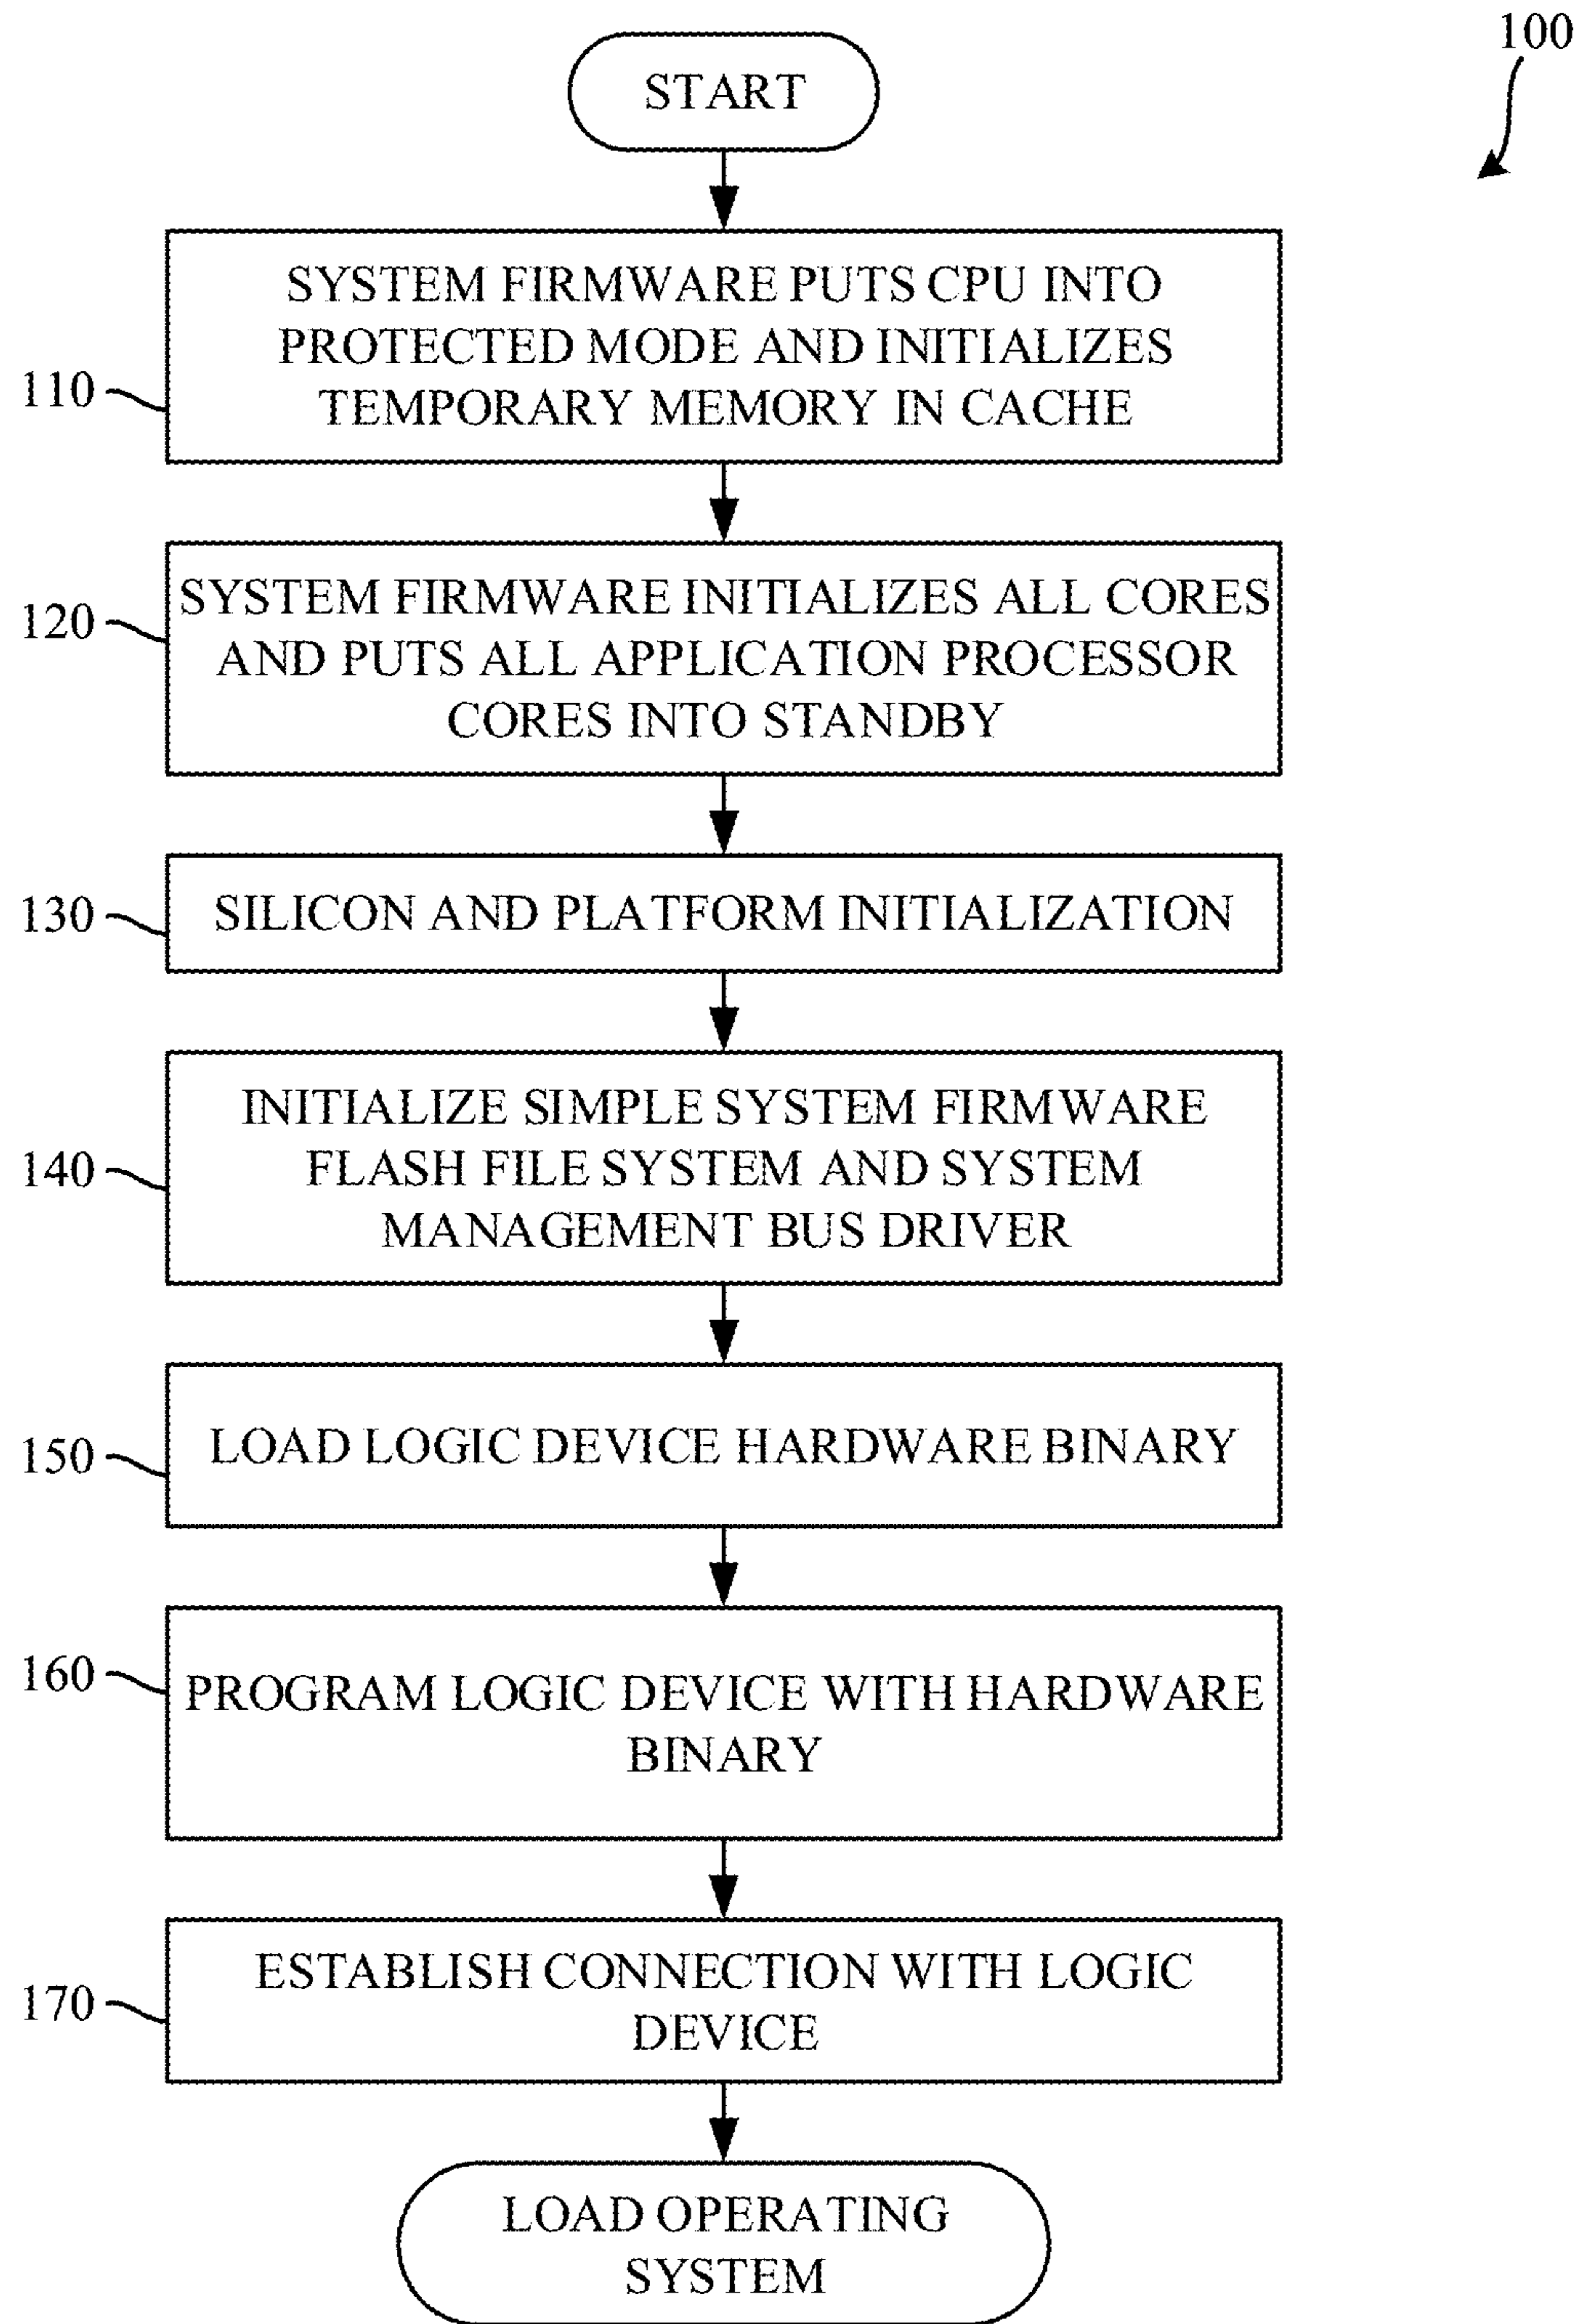 100
START
SYSTEM FIRMWARE PUTS CPU INTO
PROTECTED MODE AND INITIALIZES
TEMPORARY MEMORY IN CACHE
110
SYSTEM FIRMWARE INITIALIZES ALL CORES
AND PUTS ALL APPLICATION PROCESSOR
CORES INTO STANDBY
120
SILICON AND PLATFORM INITIALIZATION
130
INITIALIZE SIMPLE SYSTEM FIRMWARE
FLASH FILE SYSTEM AND SYSTEM
MANAGEMENT BUS DRIVER
140
LOAD LOGIC DEVICE HARDWARE BINARY
150
PROGRAM LOGIC DEVICE WITH HARDWARE
BINARY
160
ESTABLISH CONNECTION WITH LOGIC
DEVICE
170
LOAD OPERATING
SYSTEM